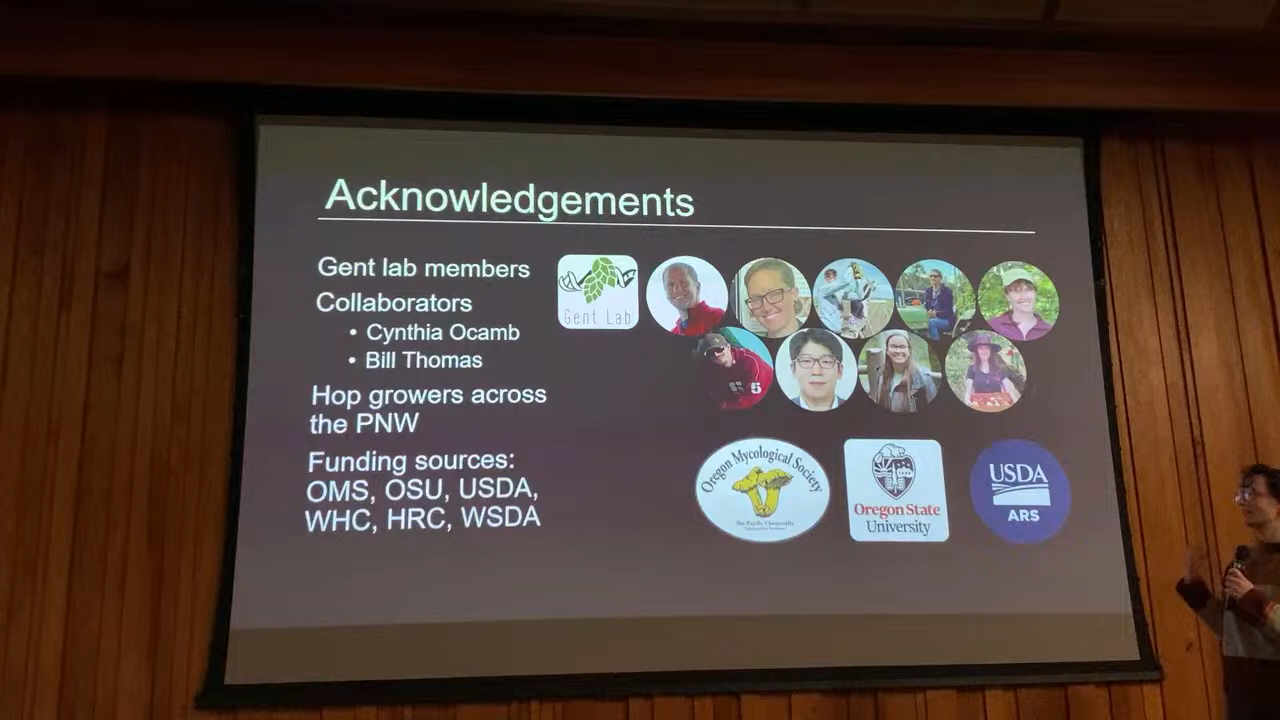 Acknowledgements
Gent lab members
Collaborators
• Cynthia Ocamb
• Bill Thomas
Hop growers across
the PNW
Funding sources:
OMS, OSU, USDA,
WHC, HRC, WSDA
Gent Lab
5
Oregon Mycological Society
Oregon State
University
USDA
ARS